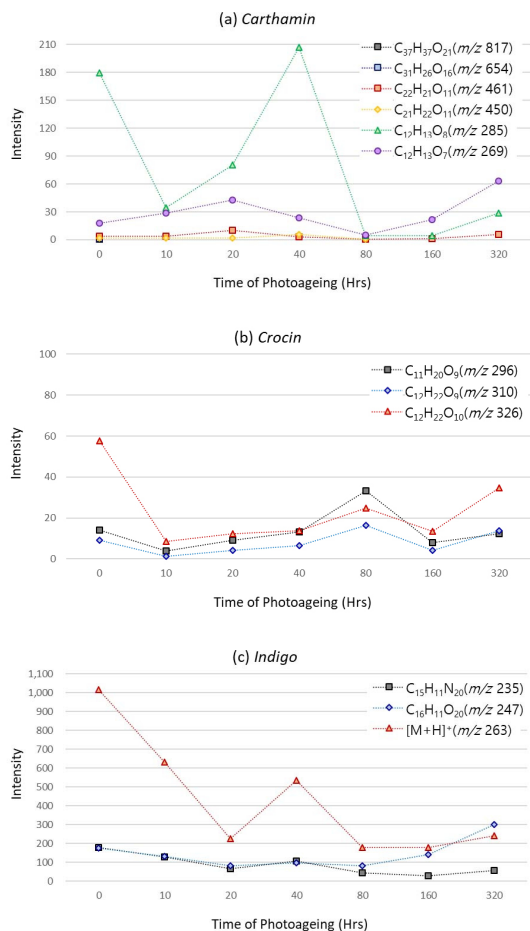 (a) Carthamin
Intensity
210
180
150
120
90
60
30
0
C₃₇H₃₇O₂₁(m/z 817)
C₃₁H₂₆O₁₆(m/z 654)
C₂₂H₂₁O₁₁(m/z 461)
C₂₁H₂₂O₁₁(m/z 450)
C₁₂H₁₃O₈(m/z 285)
C₁₂H₁₃O₇(m/z 269)
0 10 20 40 80 160 320
Time of Photoageing (Hrs)
(b) Crocin
Intensity
100
80
60
40
20
0
C₁₁H₂₀O₉(m/z 296)
C₁₂H₂₂O₉(m/z 310)
C₁₂H₂₂O₁₀(m/z 326)
0 10 20 40 80 160 320
Time of Photoageing (Hrs)
(c) Indigo
Intensity
1,100
1,000
900
800
700
600
500
400
300
200
100
0
C₁₅H₁₁N₂₀(m/z 235)
C₁₆H₁₁O₂₀(m/z 247)
[M+H]⁺(m/z 263)
0 10 20 40 80 160 320
Time of Photoageing (Hrs)